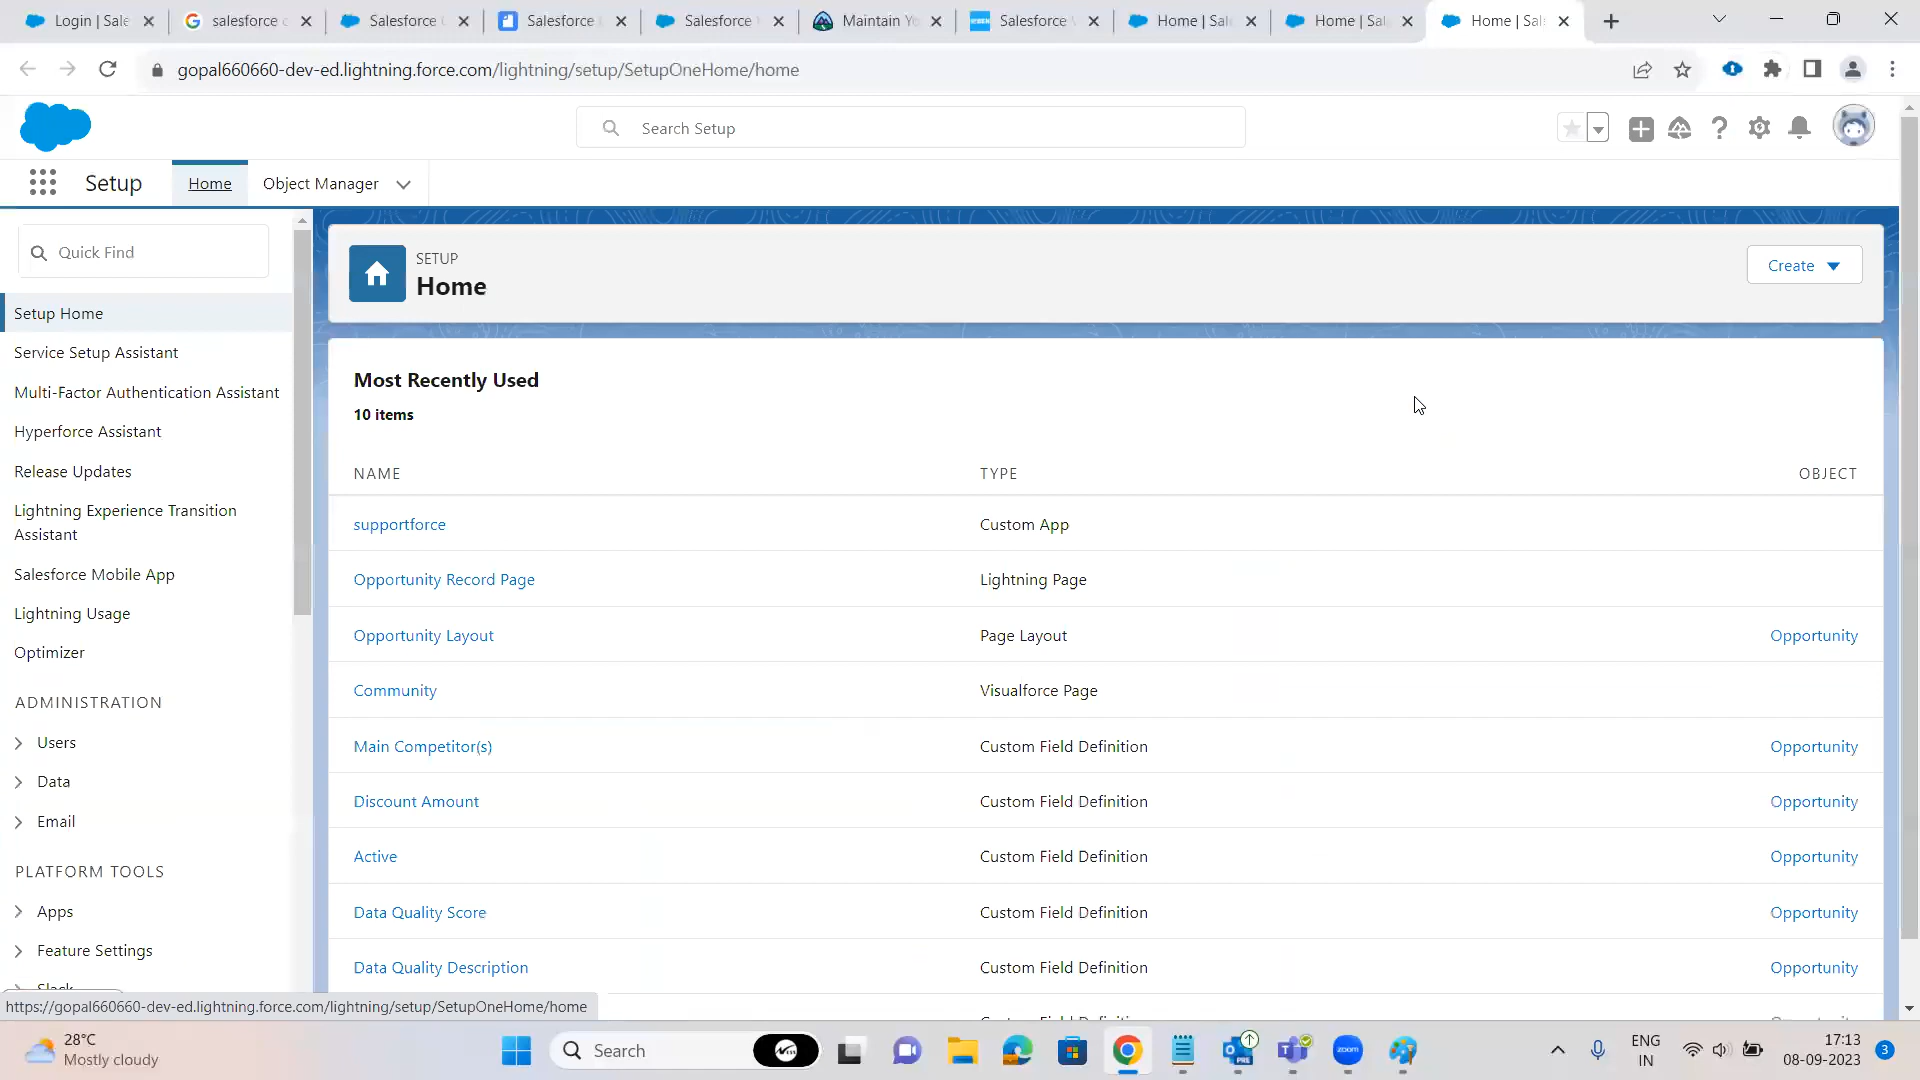 Login | Sale
salesforce c
Salesforce
Salesforce
Salesforce
Maintain Yo
Salesforce
Home | Sal
Home | Sal
Home | Sal
gopal660660-dev-ed.lightning.force.com/lightning/setup/SetupOneHome/home
Search Setup
Setup
Home
Object Manager
Quick Find
Setup Home
Service Setup Assistant
Multi-Factor Authentication Assistant
Hyperforce Assistant
Release Updates
Lightning Experience Transition
Assistant
Salesforce Mobile App
Lightning Usage
Optimizer
ADMINISTRATION
Users
Data
Email
PLATFORM TOOLS
Apps
Feature Settings
Slack
SETUP
Home
Create
Most Recently Used
10 items
NAME TYPE OBJECT
supportforce Custom App
Opportunity Record Page Lightning Page
Opportunity Layout Page Layout Opportunity
Community Visualforce Page
Main Competitor(s) Custom Field Definition Opportunity
Discount Amount Custom Field Definition Opportunity
Active Custom Field Definition Opportunity
Data Quality Score Custom Field Definition Opportunity
Data Quality Description Custom Field Definition Opportunity
https://gopal660660-dev-ed.lightning.force.com/lightning/setup/SetupOneHome/home
28°C
Mostly cloudy
Search
PRE
zoom
ENG
IN
17:13
08-09-2023
3